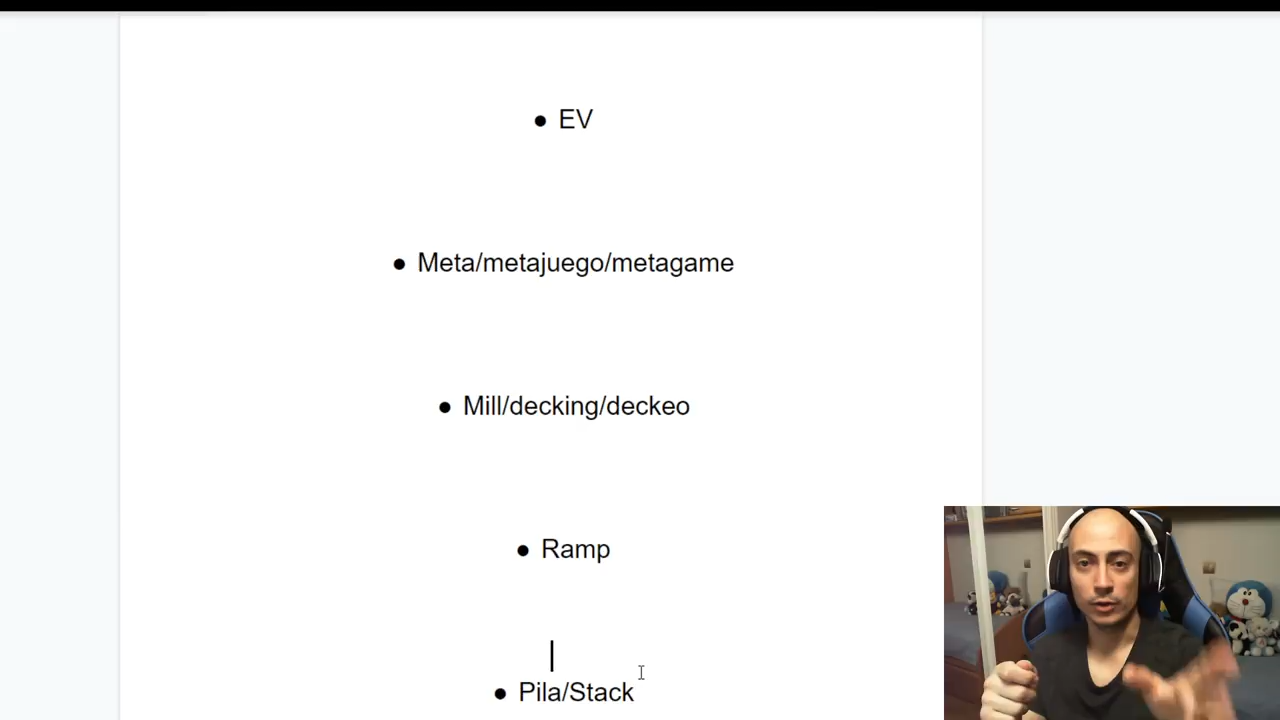 ● EV
● Meta/metajuego/metagame
● Mill/decking/deckeo
● Ramp
● Pila/Stack